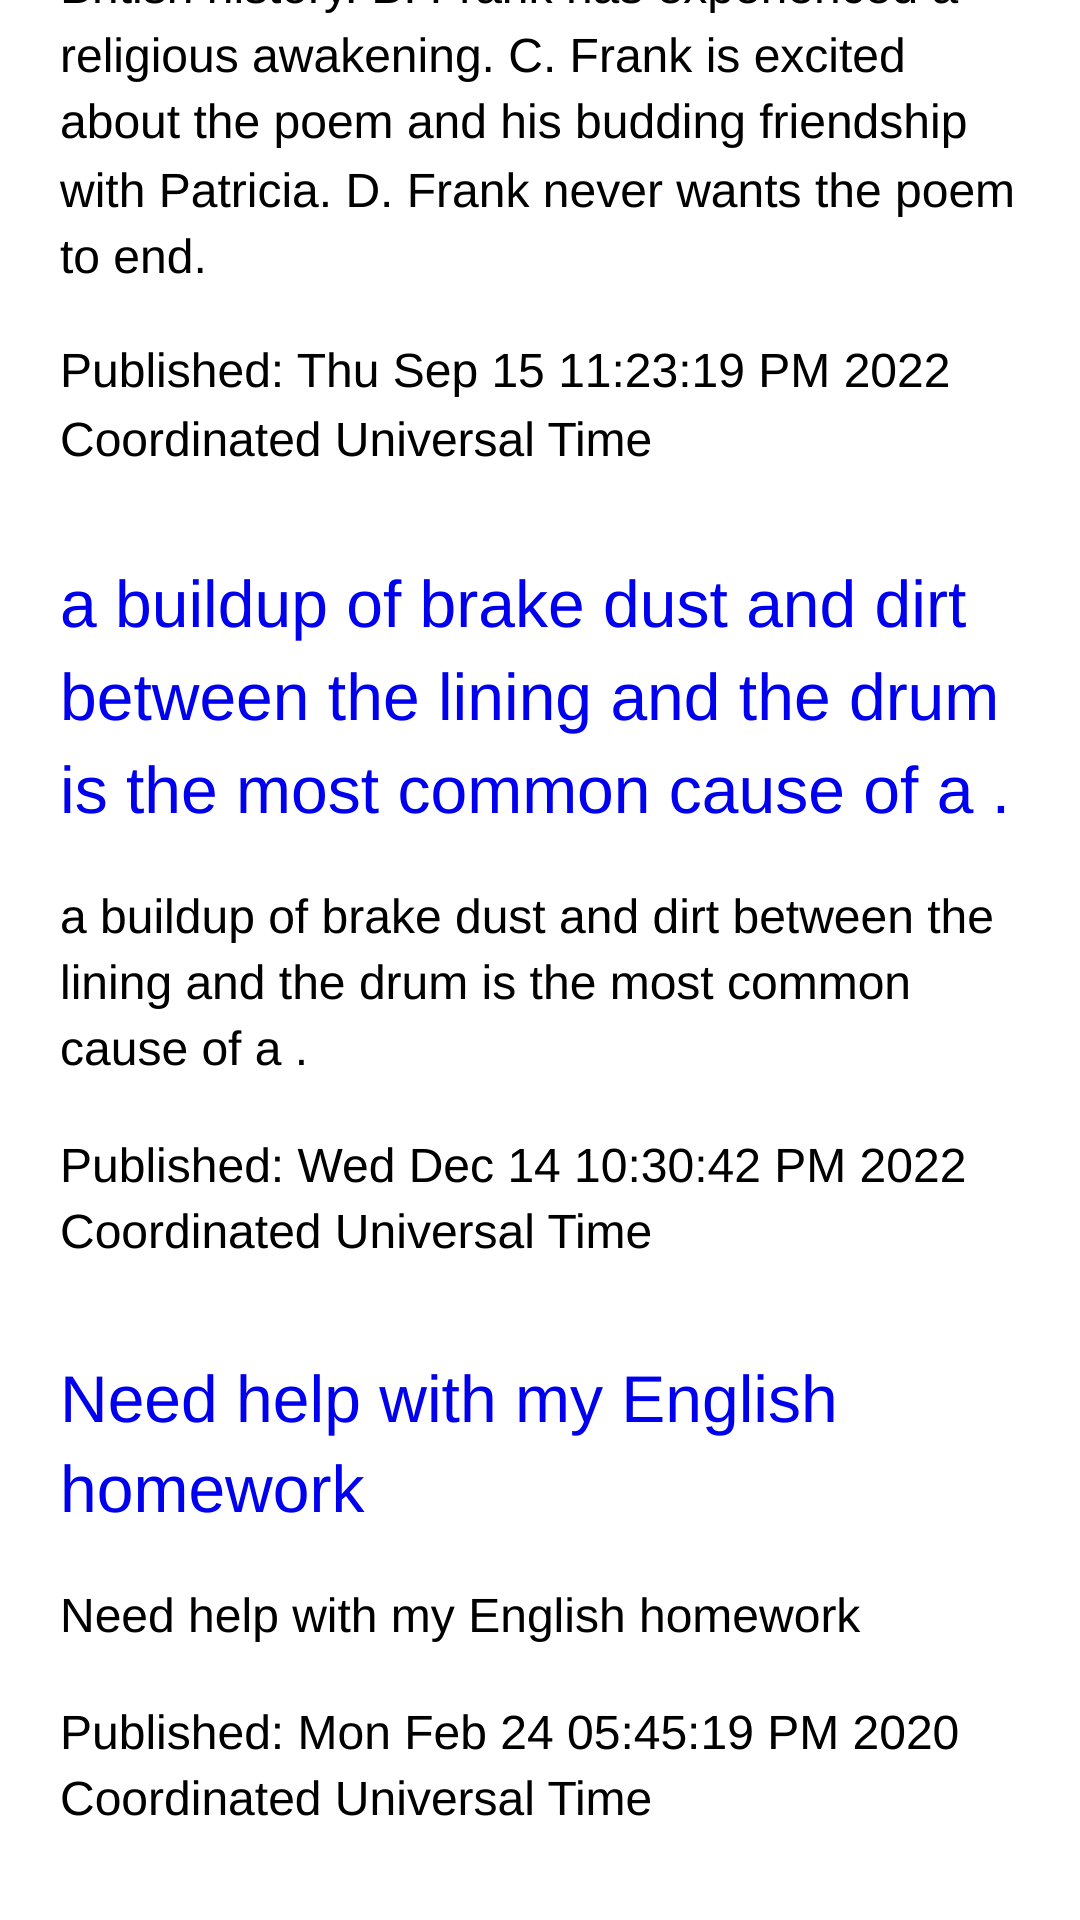 British history. B. Frank has experienced a
religious awakening. C. Frank is excited
about the poem and his budding friendship
with Patricia. D. Frank never wants the poem
to end.
Published: Thu Sep 15 11:23:19 PM 2022
Coordinated Universal Time
a buildup of brake dust and dirt
between the lining and the drum
is the most common cause of a .
a buildup of brake dust and dirt between the
lining and the drum is the most common
cause of a .
Published: Wed Dec 14 10:30:42 PM 2022
Coordinated Universal Time
Need help with my English
homework
Need help with my English homework
Published: Mon Feb 24 05:45:19 PM 2020
Coordinated Universal Time